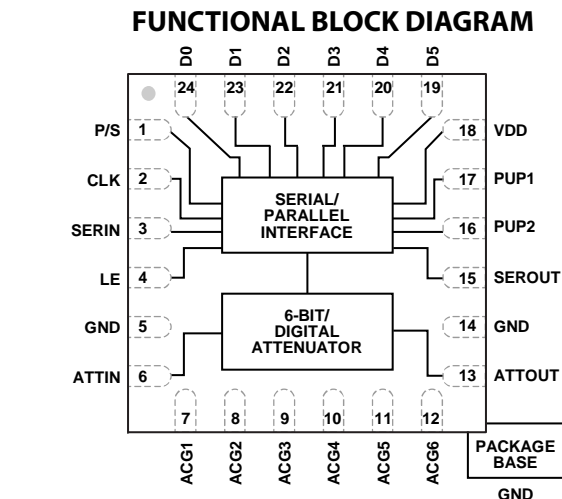 FUNCTIONAL BLOCK DIAGRAM
D0 D1 D2 D3 D4 D5
24 23 22 21 20 19
P/S 1
18 VDD
CLK 2
17 PUP1
SERIN 3
16 PUP2
LE 4
15 SEROUT
GND 5
14 GND
ATTIN 6
13 ATTOUT
SERIAL/
PARALLEL
INTERFACE
6-BIT/
DIGITAL
ATTENUATOR
7 8 9 10 11 12
ACG1 ACG2 ACG3 ACG4 ACG5 ACG6
PACKAGE
BASE
GND